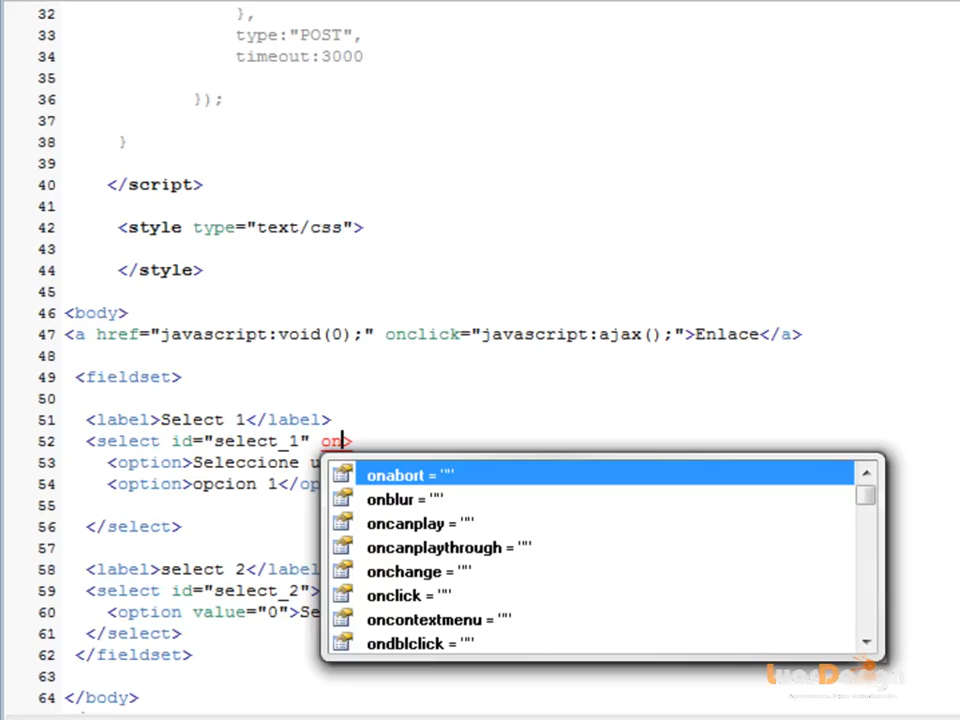 32 },
33 type:"POST",
34 timeout:3000
35
36 });
37
38 }
39
40 </script>
41
42 <style type="text/css">
43
44 </style>
45
46 <body>
47 <a href="javascript:void(0);" onclick="javascript:ajax();">Enlace</a>
48
49 <fieldset>
50
51 <label>Select 1</label>
52 <select id="select_1" on>
53 <option>Seleccione u
onabort = ""
54 <option>opcion 1</op
onblur = ""
55
oncanplay = ""
56 </select>
oncanplaythrough = ""
57
58 <label>select 2</label
onchange = ""
59 <select id="select_2">
onclick = ""
60 <option value="0">Se
oncontextmenu = ""
61 </select>
ondblclick = ""
62 </fieldset>
63
64 </body>
LuesDesign